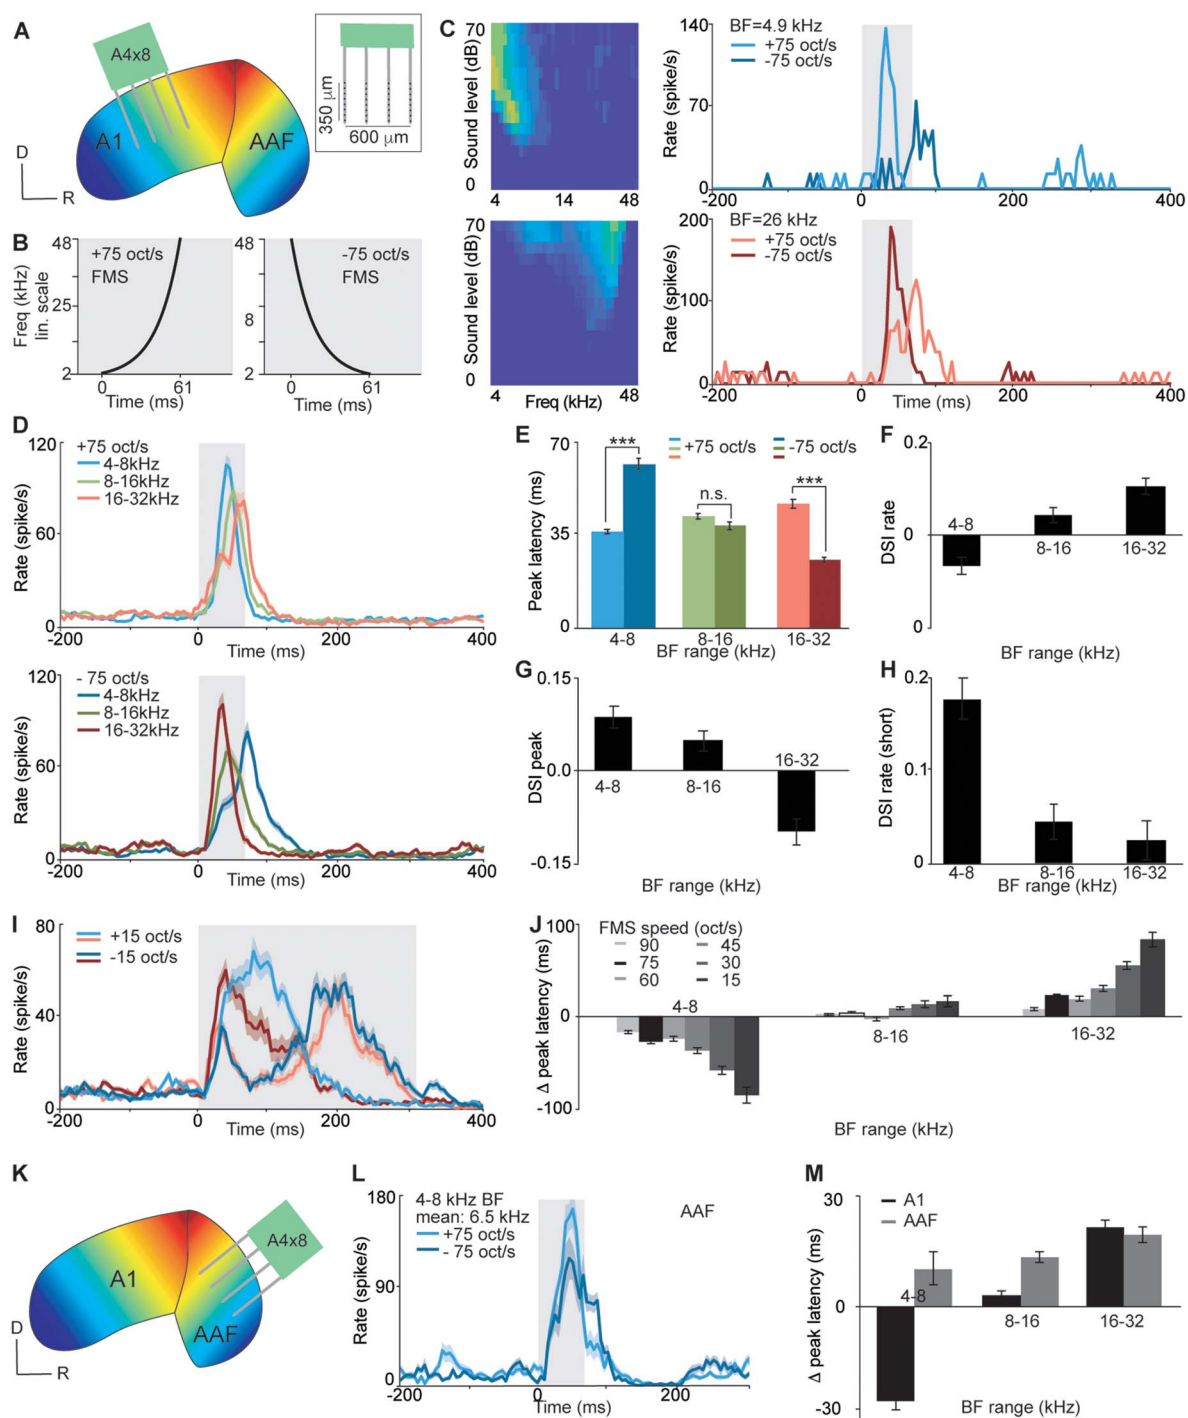 A
A4x8
A1
AAF
D
R
350 μm
600 μm
B
48
25
2
Freq (kHz)
lin. scale
+75 oct/s
FMS
0
61
Time (ms)
48
8
2
-75 oct/s
FMS
0
61
Time (ms)
C
70
Sound level (dB)
0
4
14
48
70
Sound level (dB)
0
4
Freq (kHz)
48
140
70
0
Rate (spike/s)
BF=4.9 kHz
+75 oct/s
-75 oct/s
-200
0
200
400
200
100
0
Rate (spike/s)
BF=26 kHz
+75 oct/s
-75 oct/s
-200
0
Time (ms)
200
400
D
120
60
0
Rate (spike/s)
+75 oct/s
4-8kHz
8-16kHz
16-32kHz
-200
0
200
400
Time (ms)
120
60
0
Rate (spike/s)
- 75 oct/s
4-8kHz
8-16kHz
16-32kHz
-200
0
200
400
Time (ms)
E
70
35
0
Peak latency (ms)
***
+75 oct/s
-75 oct/s
n.s.
***
4-8
8-16
16-32
BF range (kHz)
F
0.2
0
0
DSI rate
4-8
8-16
16-32
BF range (kHz)
G
0.15
0.0
-0.15
DSI peak
4-8
8-16
16-32
BF range (kHz)
H
0.2
0.1
0
DSI rate (short)
4-8
8-16
16-32
BF range (kHz)
I
80
40
0
Rate (spike/s)
+15 oct/s
-15 oct/s
-200
0
200
400
Time (ms)
J
100
0
-100
Δ peak latency (ms)
FMS speed (oct/s)
90 45
75 30
60 15
4-8
8-16
16-32
BF range (kHz)
K
A1
A4x8
AAF
D
R
L
180
90
0
Rate (spike/s)
4-8 kHz BF
mean: 6.5 kHz
+75 oct/s
- 75 oct/s
AAF
-200
0
200
Time (ms)
M
30
0
-30
Δ peak latency (ms)
A1
AAF
4-8
8-16
16-32
BF range (kHz)